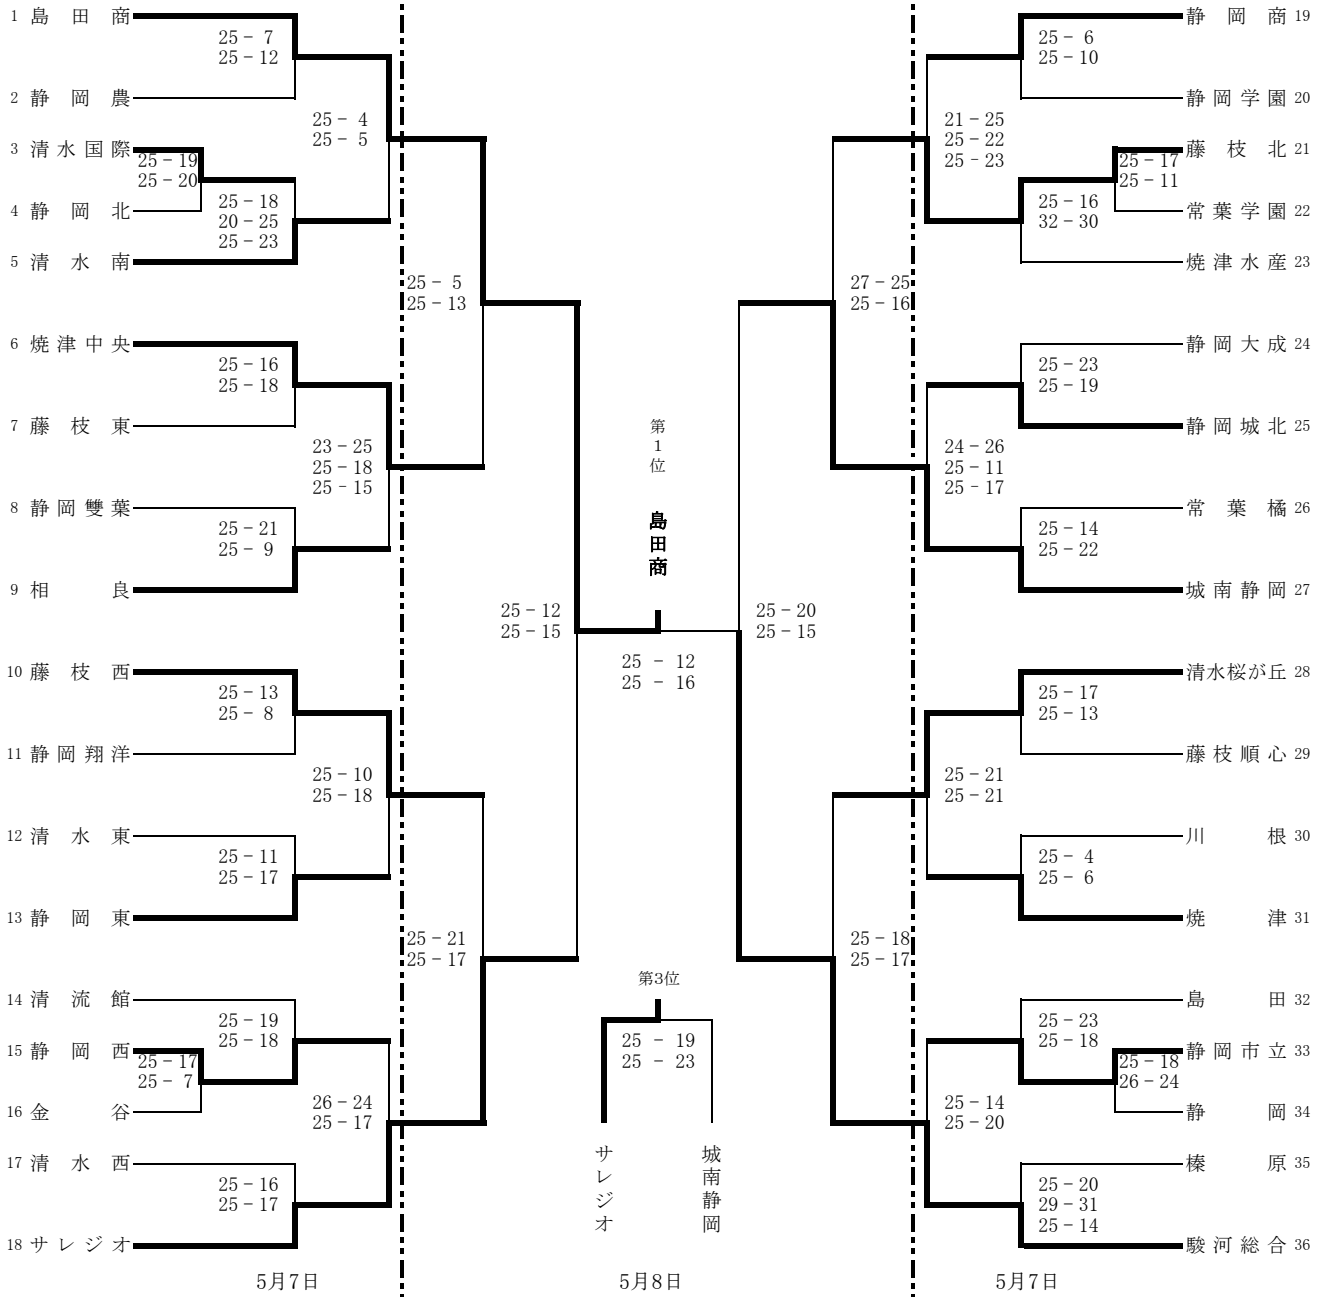 1 島田商
25 - 7
25 - 12
2 静岡農
25 - 4
25 - 5
3 清水国際
25 - 19
25 - 20
4 静岡北
25 - 18
20 - 25
25 - 23
5 清水南
25 - 5
25 - 13
6 焼津中央
25 - 16
25 - 18
7 藤枝東
23 - 25
25 - 18
25 - 15
8 静岡雙葉
25 - 21
25 - 9
9 相良
25 - 12
25 - 15
10 藤枝西
25 - 13
25 - 8
11 静岡翔洋
25 - 10
25 - 18
12 清水東
25 - 11
25 - 17
13 静岡東
25 - 21
25 - 17
14 清流館
25 - 19
25 - 18
15 静岡西
25 - 17
25 - 7
16 金谷
26 - 24
25 - 17
17 清水西
25 - 16
25 - 17
18 サレジオ
5月7日
第1位
島田商
25 - 12
25 - 16
第3位
25 - 19
25 - 23
サレジオ
城南静岡
5月8日
静岡商 19
25 - 6
25 - 10
静岡学園 20
21 - 25
25 - 22
25 - 23
藤枝北 21
25 - 17
25 - 11
常葉学園 22
25 - 16
32 - 30
焼津水産 23
27 - 25
25 - 16
静岡大成 24
25 - 23
25 - 19
静岡城北 25
24 - 26
25 - 11
25 - 17
常葉橘 26
25 - 14
25 - 22
城南静岡 27
25 - 20
25 - 15
清水桜が丘 28
25 - 17
25 - 13
藤枝順心 29
25 - 21
25 - 21
川根 30
25 - 4
25 - 6
焼津 31
25 - 18
25 - 17
島田 32
25 - 23
25 - 18
静岡市立 33
25 - 18
26 - 24
静岡 34
25 - 14
25 - 20
榛原 35
25 - 20
29 - 31
25 - 14
駿河総合 36
5月7日